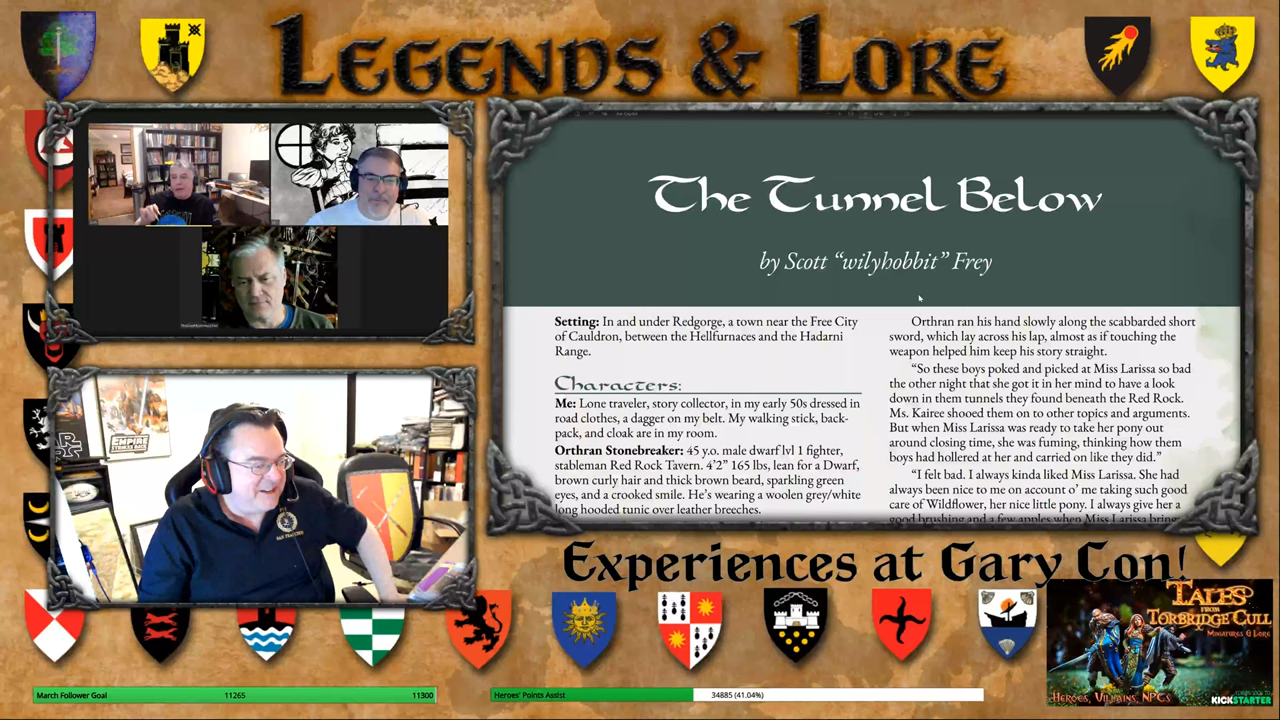 LEGENDS & LORE
The Tunnel Below
by Scott “wilyhobbit” Frey
Setting: In and under Redgorge, a town near the Free City
of Cauldron, between the Hellfurnaces and the Hadarni
Range.
Characters:
Me: Lone traveler, story collector, in my early 50s dressed in
road clothes, a dagger on my belt. My walking stick, back-
pack, and cloak are in my room.
Orthran Stonebreaker: 45 y.o. male dwarf lvl 1 fighter,
stableman Red Rock Tavern. 4’2” 165 lbs, lean for a Dwarf,
brown curly hair and thick brown beard, sparkling green
eyes, and a crooked smile. He’s wearing a woolen grey/white
long hooded tunic over leather breeches.
Orthran ran his hand slowly along the scabbarded short
sword, which lay across his lap, almost as if touching the
weapon helped him keep his story straight.
“So these boys poked and picked at Miss Larissa so bad
the other night that she got it in her mind to have a look
down in them tunnels they found beneath the Red Rock.
Ms. Kairee shooed them on to other topics and arguments.
But when Miss Larissa was ready to take her pony out
around closing time, she was fuming, thinking how them
boys had hollered at her and carried on like they did.”
“I felt bad. I always kinda liked Miss Larissa. She had
always been nice to me on account o’ me taking such good
care of Wildflower, her nice little pony. I always give her a
good brushing and a few apples when Miss Larissa brings
EMPIRE
STRIKES BACK
SAN FRANCISCO
Experiences at Gary Con!
TALES
FROM
TORBRIDGE CULL
MINIATURES & LORE
HEROES, VILLAINS, NPCS
KICKSTARTER
March Follower Goal 11265 11300
Heroes' Points Assist 34885 (41.04%)